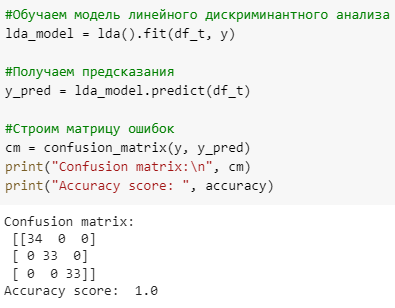 #Обучаем модель линейного дискриминантного анализа
lda_model = lda().fit(df_t, y)
#Получаем предсказания
y_pred = lda_model.predict(df_t)
#Строим матрицу ошибок
cm = confusion_matrix(y, y_pred)
print("Confusion matrix:\n", cm)
print("Accuracy score: ", accuracy)
Confusion matrix:
[[34  0  0]
[ 0 33  0]
[ 0  0 33]]
Accuracy score:  1.0